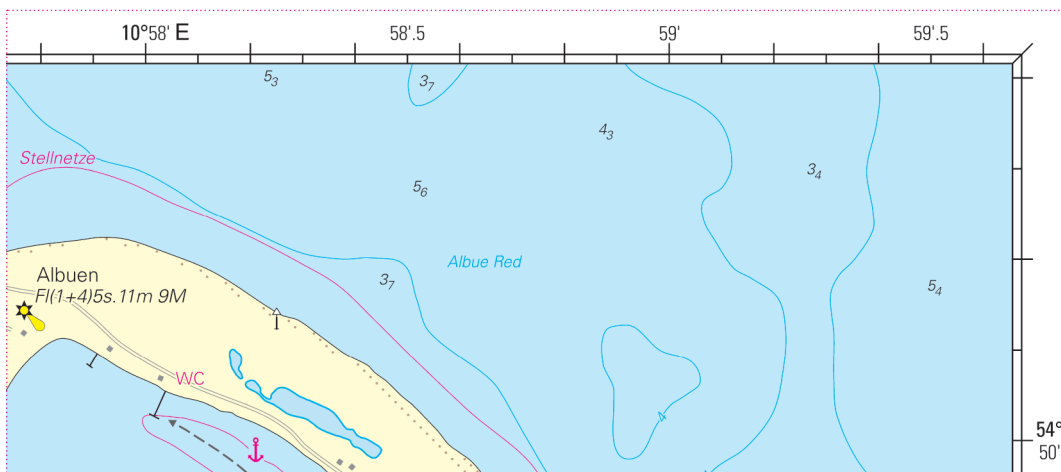 10°58' E
58'.5
59'
59'.5
5₃
3₇
4₃
Stellnetze
3₄
5₆
Albue Red
Albuen
3₇
5₄
Fl(1+4)5s.11m 9M
WC
4
54°
50'